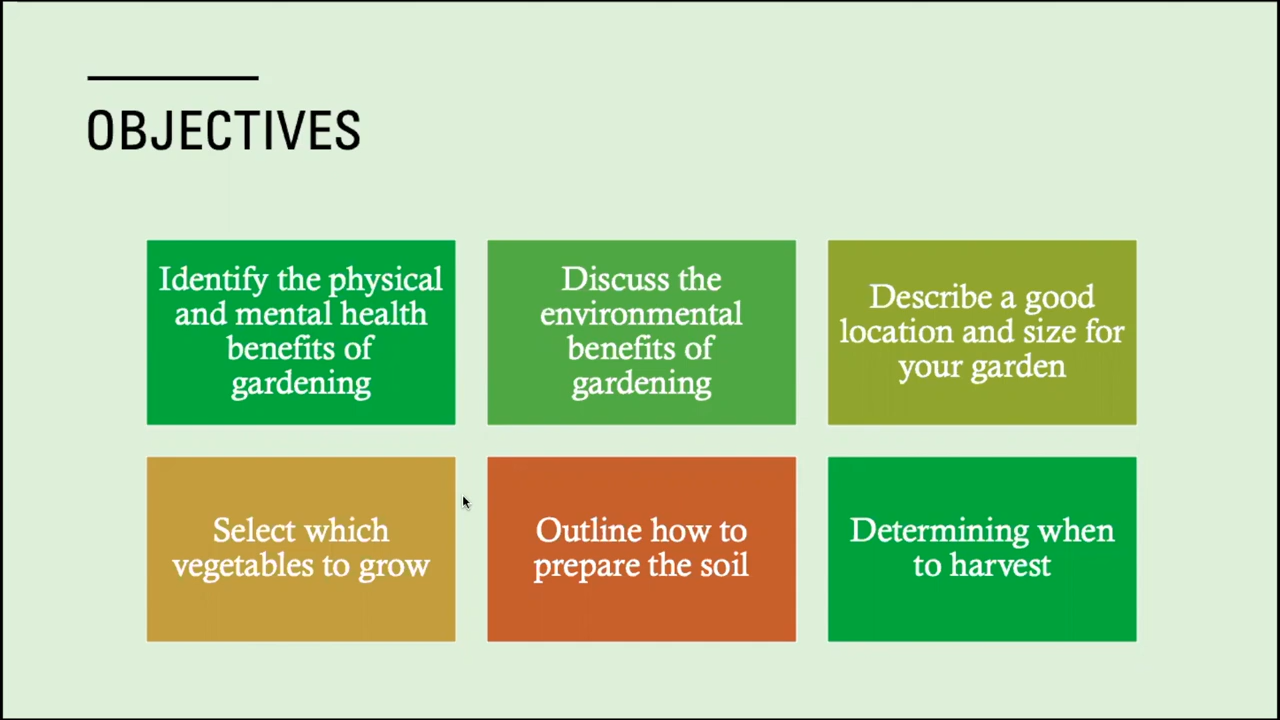 OBJECTIVES
Identify the physical
and mental health
benefits of
gardening
Discuss the
environmental
benefits of
gardening
Describe a good
location and size for
your garden
Select which
vegetables to grow
Outline how to
prepare the soil
Determining when
to harvest